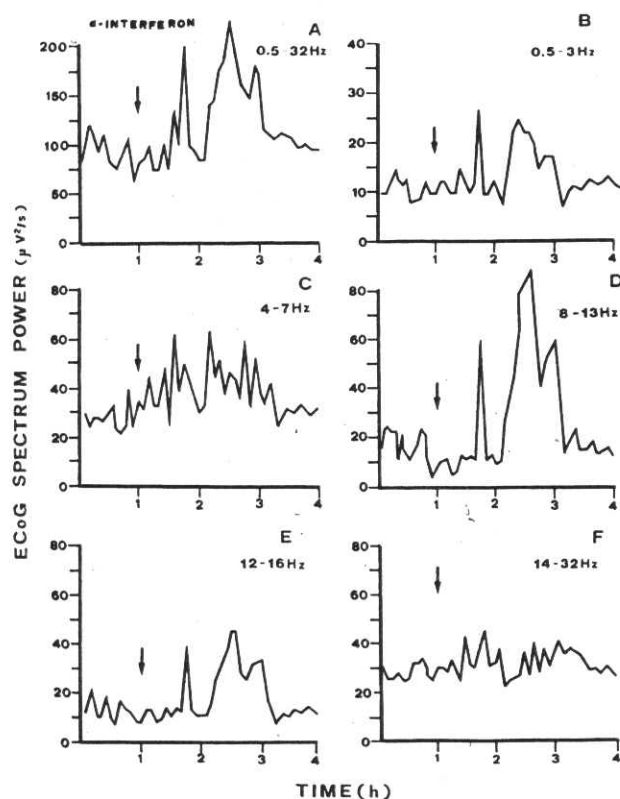 α-INTERFERON
A
0.5-32Hz
200
150
100
50
0
1 2 3 4
B
0.5-3Hz
40
30
20
10
0
1 2 3 4
C
4-7Hz
80
60
40
20
0
1 2 3 4
D
8-13Hz
80
60
40
20
0
1 2 3 4
E
12-16Hz
80
60
40
20
0
1 2 3 4
F
14-32Hz
80
60
40
20
0
1 2 3 4
ECoG SPECTRUM POWER (μV²/s)
TIME(h)